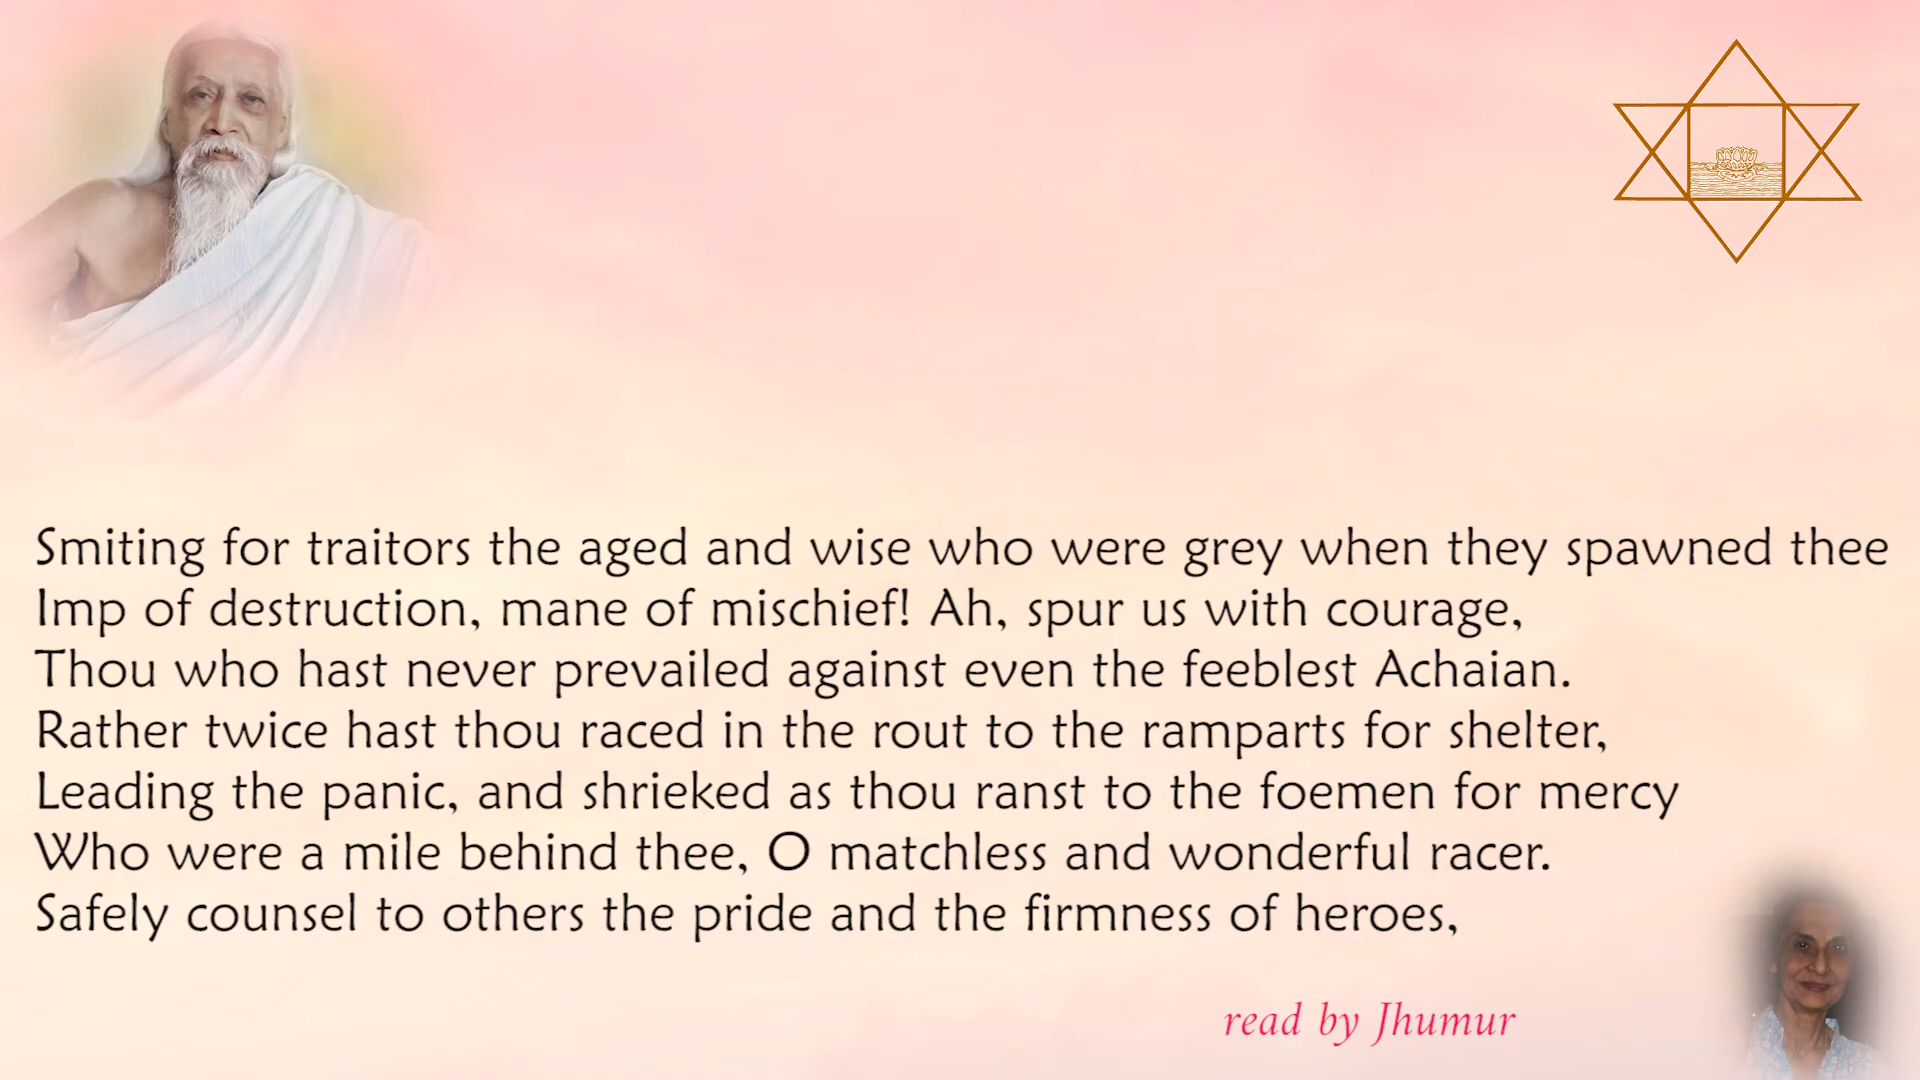 Smiting for traitors the aged and wise who were grey when they spawned thee
Imp of destruction, mane of mischief! Ah, spur us with courage,
Thou who hast never prevailed against even the feeblest Achaian.
Rather twice hast thou raced in the rout to the ramparts for shelter,
Leading the panic, and shrieked as thou ranst to the foemen for mercy
Who were a mile behind thee, O matchless and wonderful racer.
Safely counsel to others the pride and the firmness of heroes,
read by Jhumur